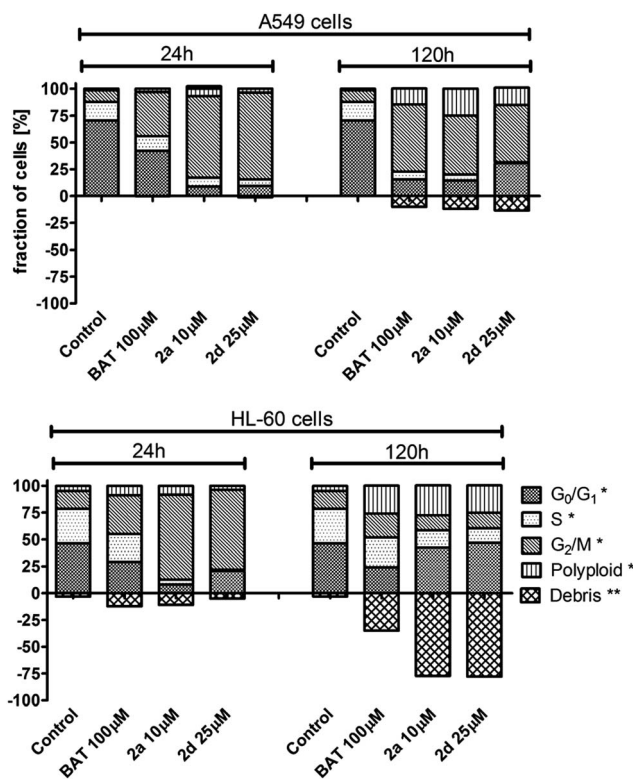 A549 cells
24h
120h
fraction of cells [%]
100
75
50
25
0
-25
-50
-75
-100
Control
BAT 100µM
2a 10µM
2d 25µM
Control
BAT 100µM
2a 10µM
2d 25µM
HL-60 cells
24h
120h
100
75
50
25
0
-25
-50
-75
-100
Control
BAT 100µM
2a 10µM
2d 25µM
Control
BAT 100µM
2a 10µM
2d 25µM
G₀/G₁ *
S *
G₂/M *
Polyploid *
Debris **